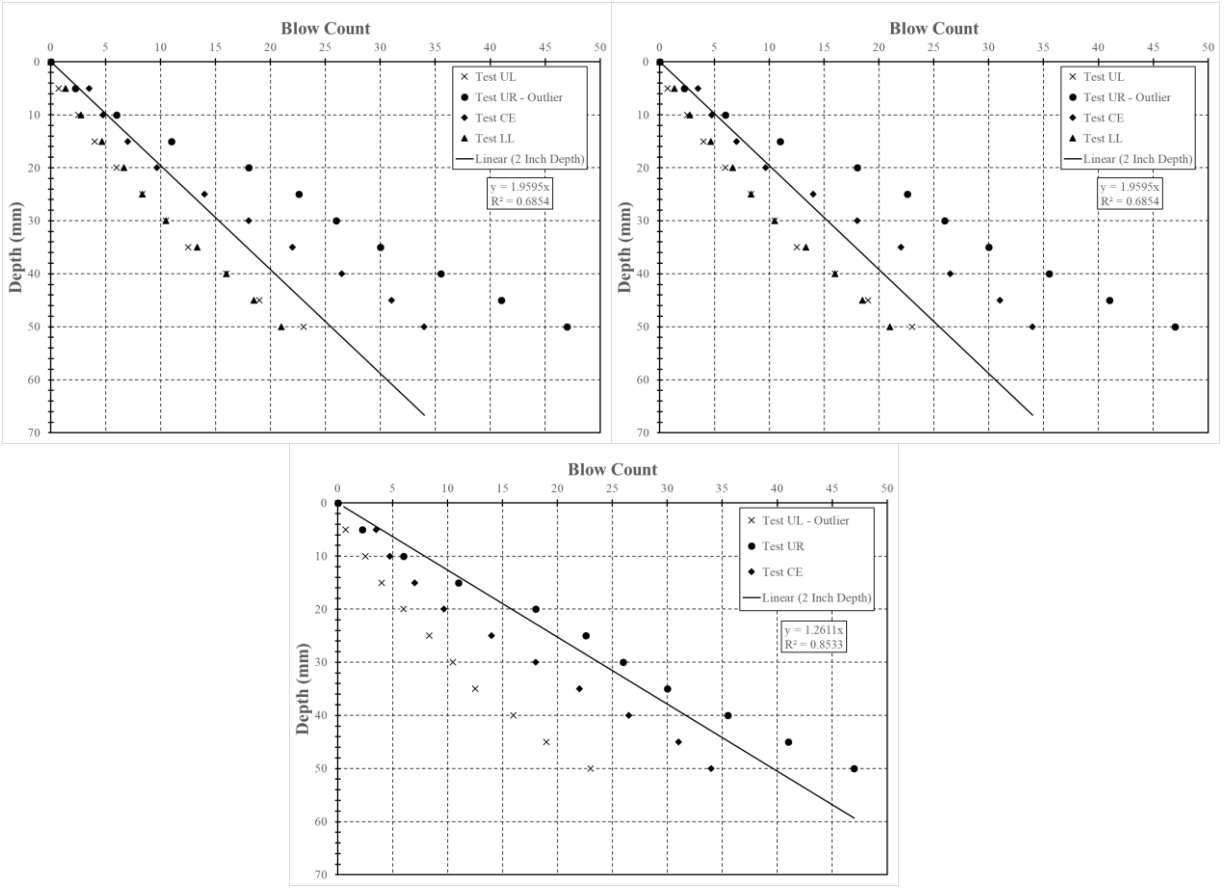 Blow Count
0 5 10 15 20 25 30 35 40 45 50
0
10
20
30
40
50
60
70
Depth (mm)
Test UL
Test UR - Outlier
Test CE
Test LL
Linear (2 Inch Depth)
y = 1.9595x
R² = 0.6854
Blow Count
0 5 10 15 20 25 30 35 40 45 50
0
10
20
30
40
50
60
70
Depth (mm)
Test UL
Test UR - Outlier
Test CE
Test LL
Linear (2 Inch Depth)
y = 1.9595x
R² = 0.6854
Blow Count
0 5 10 15 20 25 30 35 40 45 50
0
10
20
30
40
50
60
70
Depth (mm)
Test UL - Outlier
Test UR
Test CE
Linear (2 Inch Depth)
y = 1.2611x
R² = 0.8533